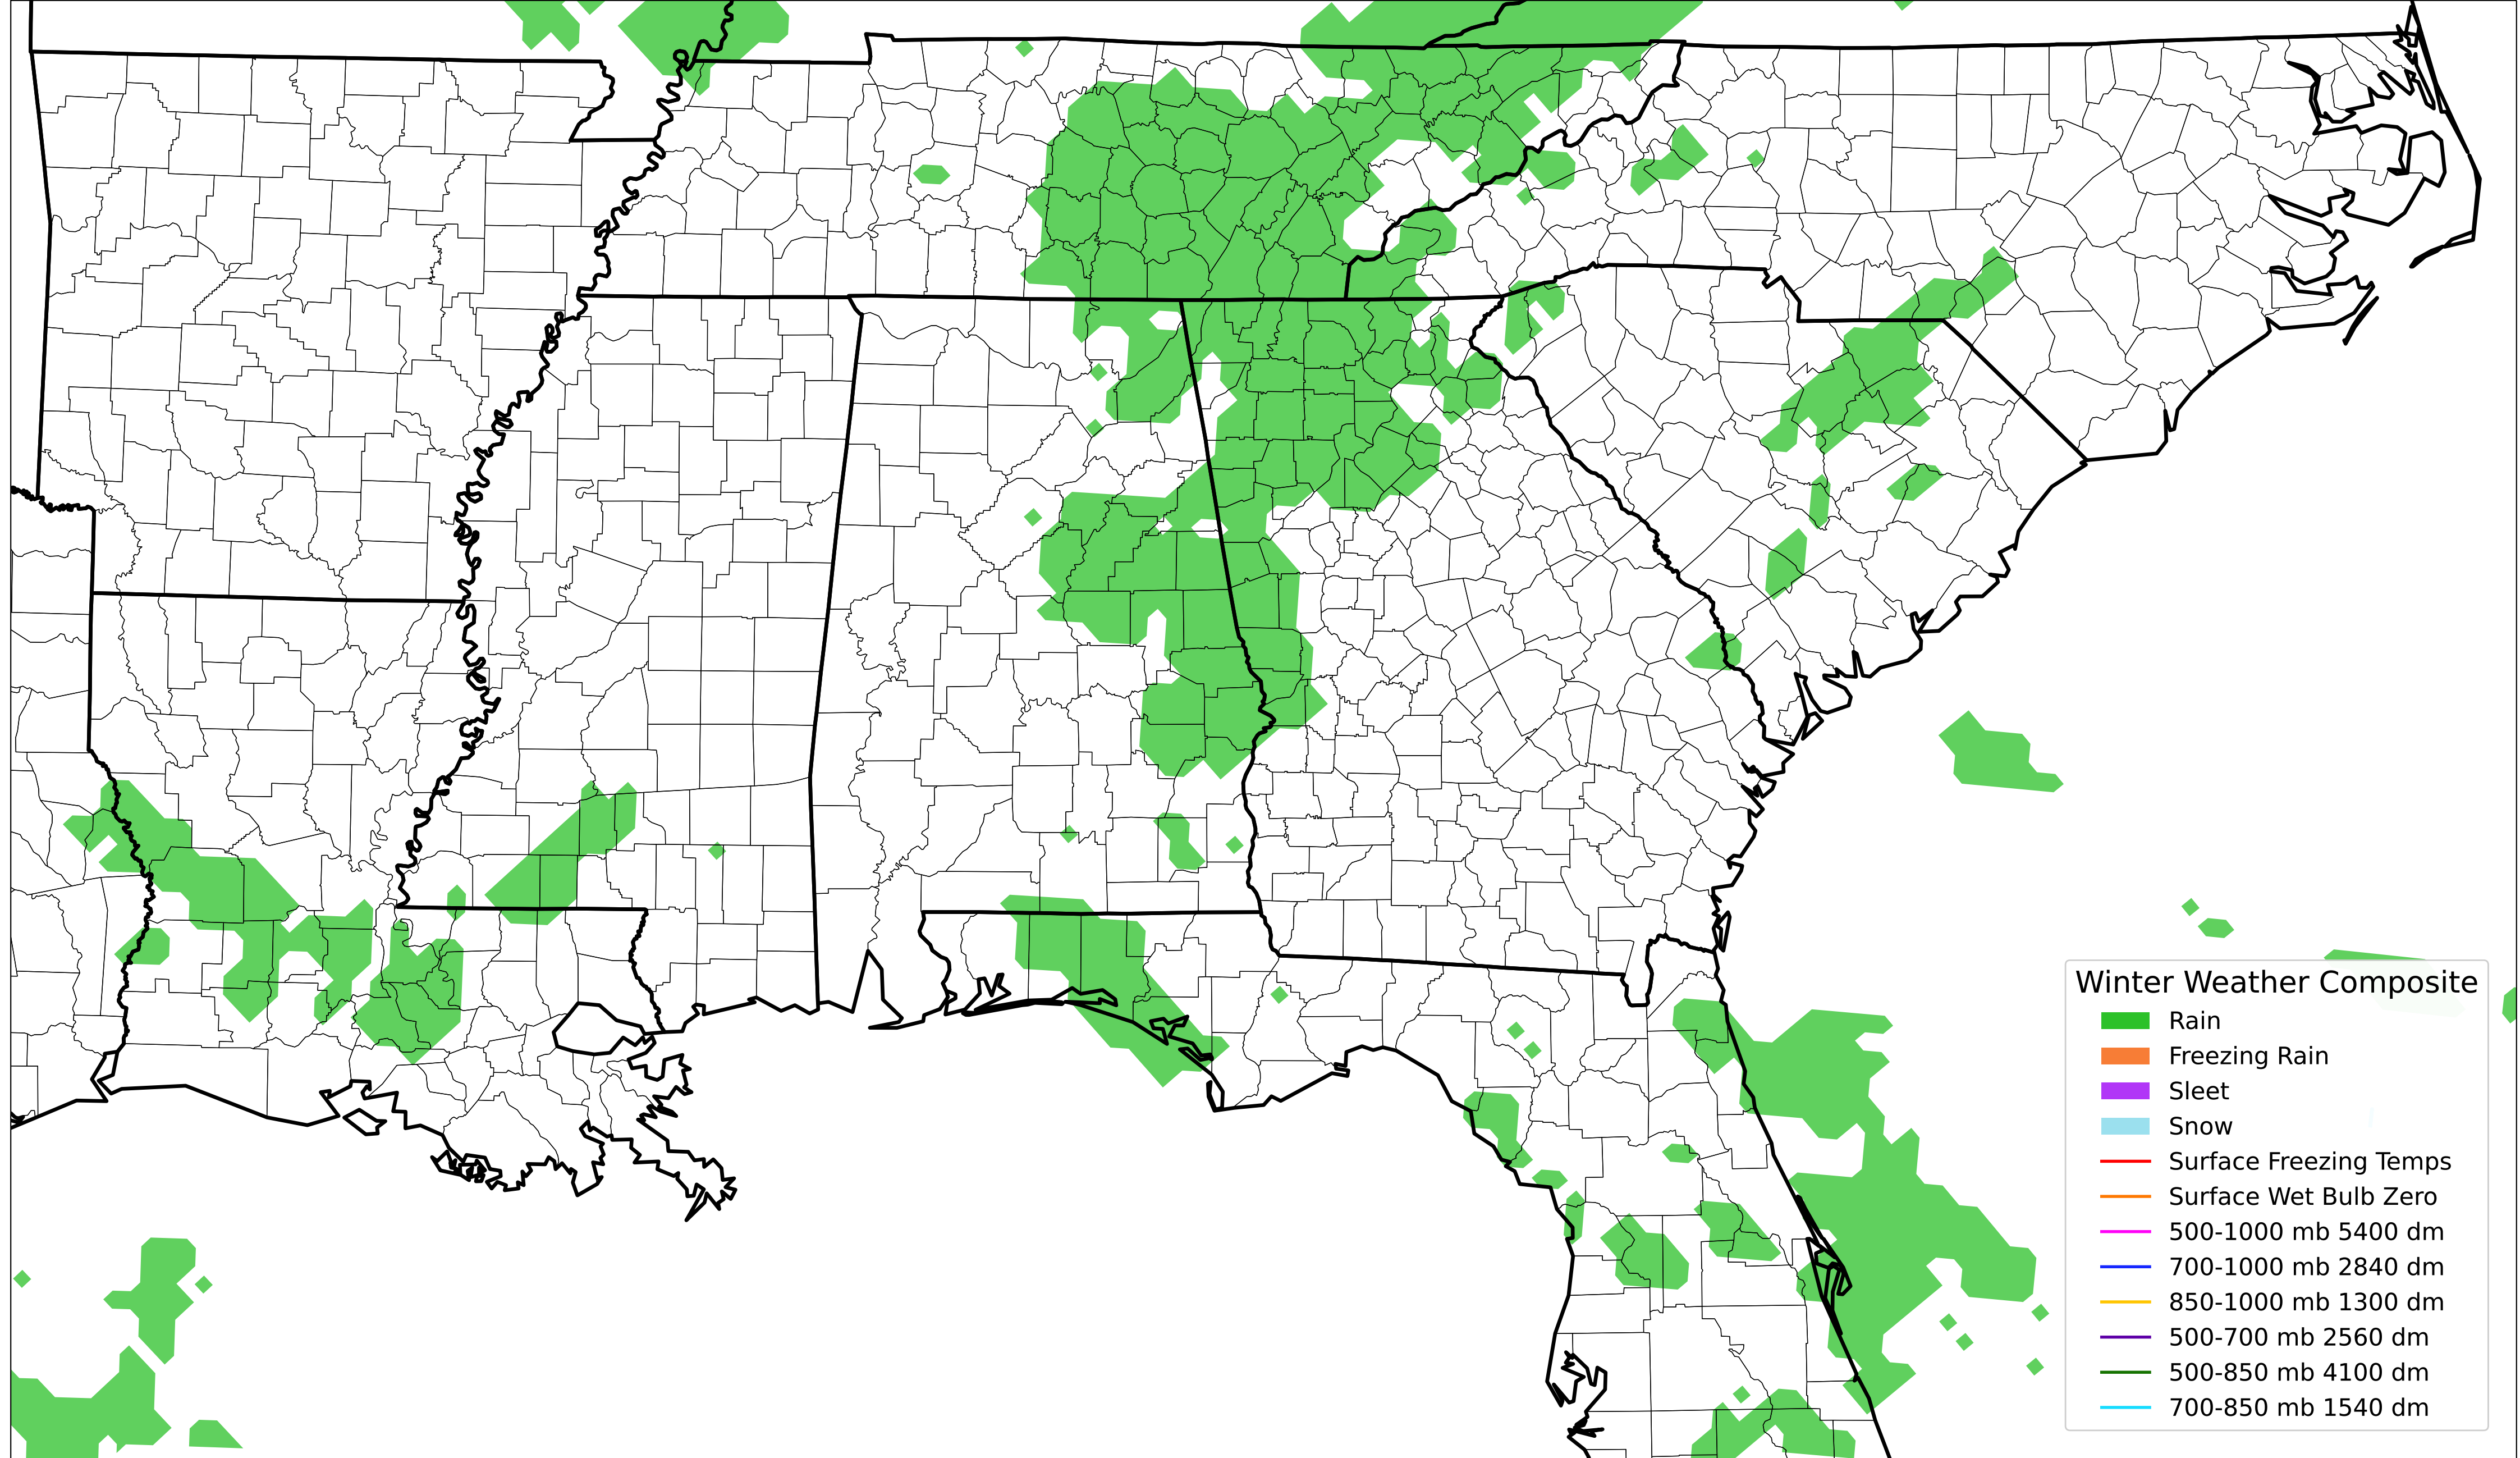 Winter Weather Composite
Rain
Freezing Rain
Sleet
Snow
Surface Freezing Temps
Surface Wet Bulb Zero
500-1000 mb 5400 dm
700-1000 mb 2840 dm
850-1000 mb 1300 dm
500-700 mb 2560 dm
500-850 mb 4100 dm
700-850 mb 1540 dm